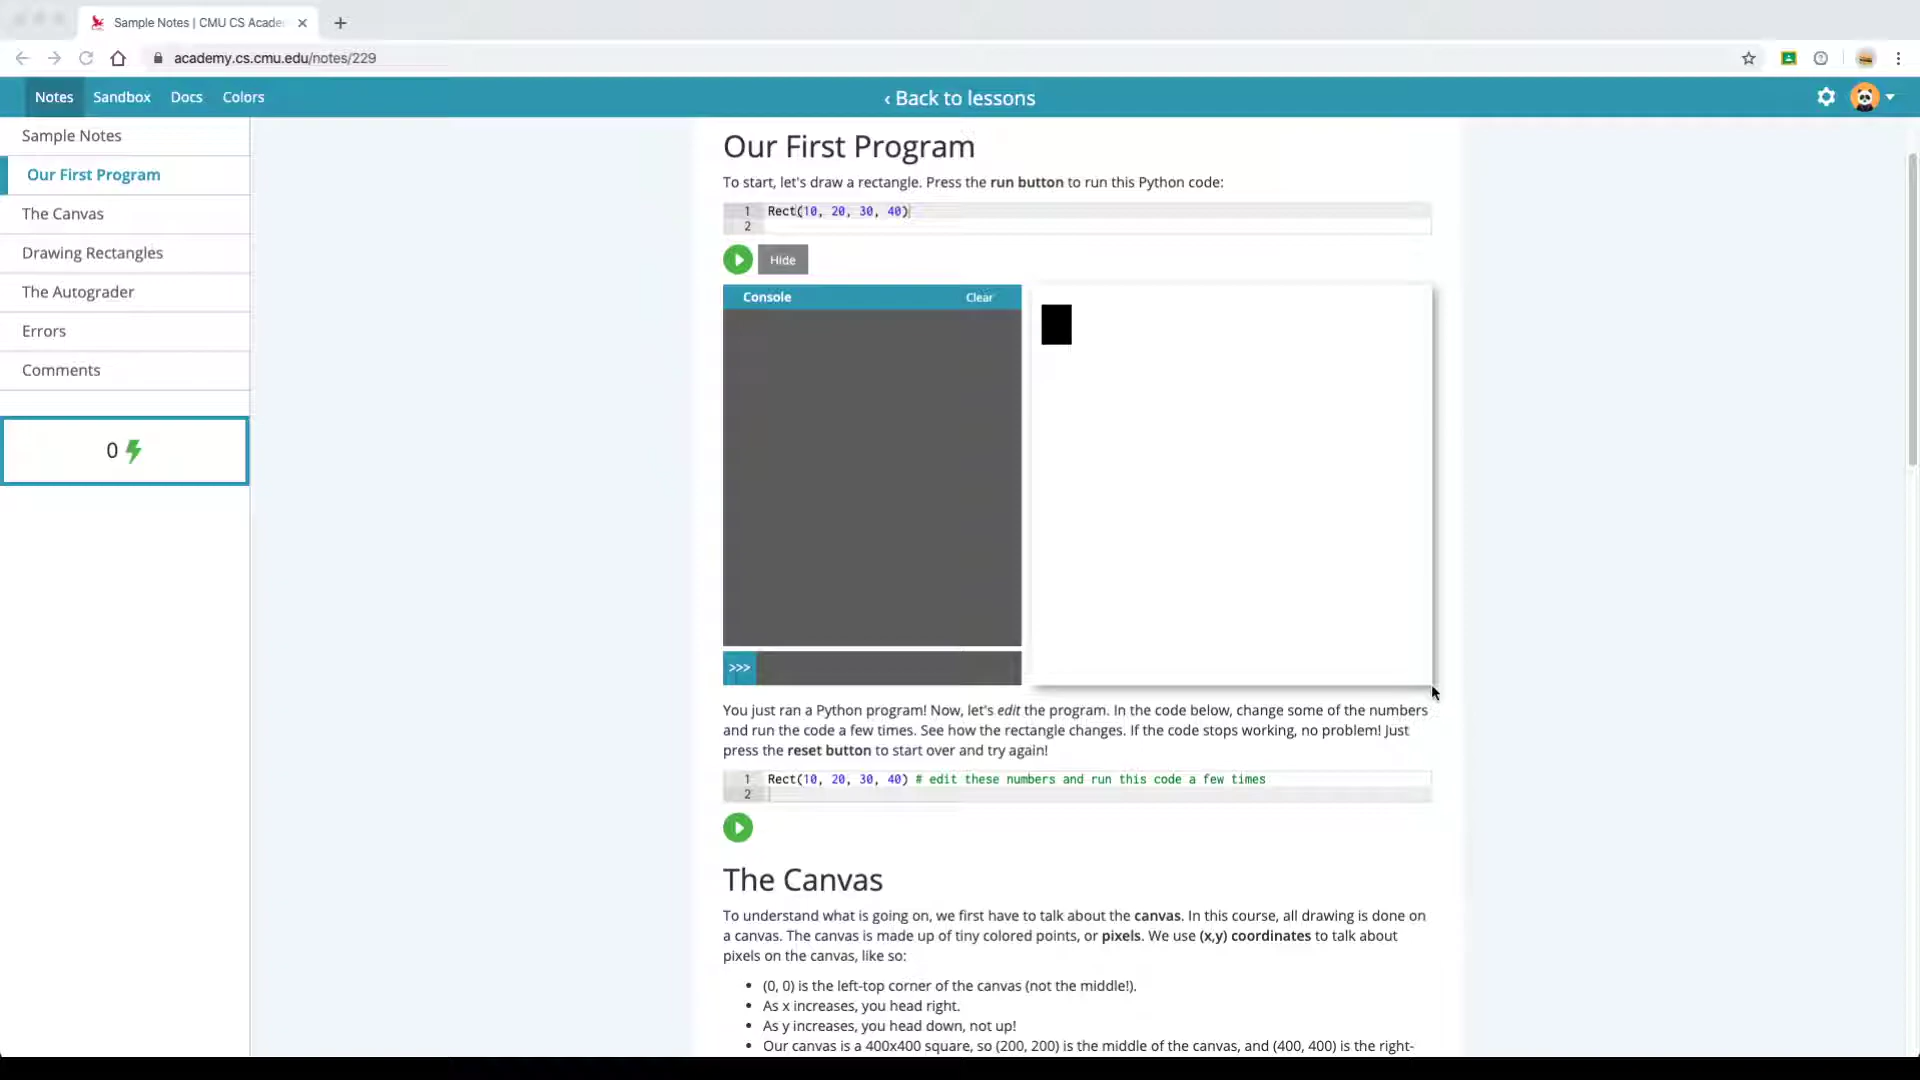 Sample Notes | CMU CS Acade
academy.cs.cmu.edu/notes/229
Notes Sandbox Docs Colors
‹ Back to lessons
Sample Notes
Our First Program
The Canvas
Drawing Rectangles
The Autograder
Errors
Comments
0
Our First Program
To start, let's draw a rectangle. Press the run button to run this Python code:
1 Rect(10, 20, 30, 40)
2
Hide
Console Clear
>>>
You just ran a Python program! Now, let's edit the program. In the code below, change some of the numbers
and run the code a few times. See how the rectangle changes. If the code stops working, no problem! Just
press the reset button to start over and try again!
1 Rect(10, 20, 30, 40) # edit these numbers and run this code a few times
2
The Canvas
To understand what is going on, we first have to talk about the canvas. In this course, all drawing is done on
a canvas. The canvas is made up of tiny colored points, or pixels. We use (x,y) coordinates to talk about
pixels on the canvas, like so:
• (0, 0) is the left-top corner of the canvas (not the middle!).
• As x increases, you head right.
• As y increases, you head down, not up!
• Our canvas is a 400x400 square, so (200, 200) is the middle of the canvas, and (400, 400) is the right-